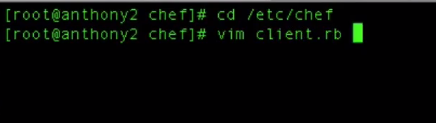 [root@anthony2 chef]# cd /etc/chef
[root@anthony2 chef]# vim client.rb